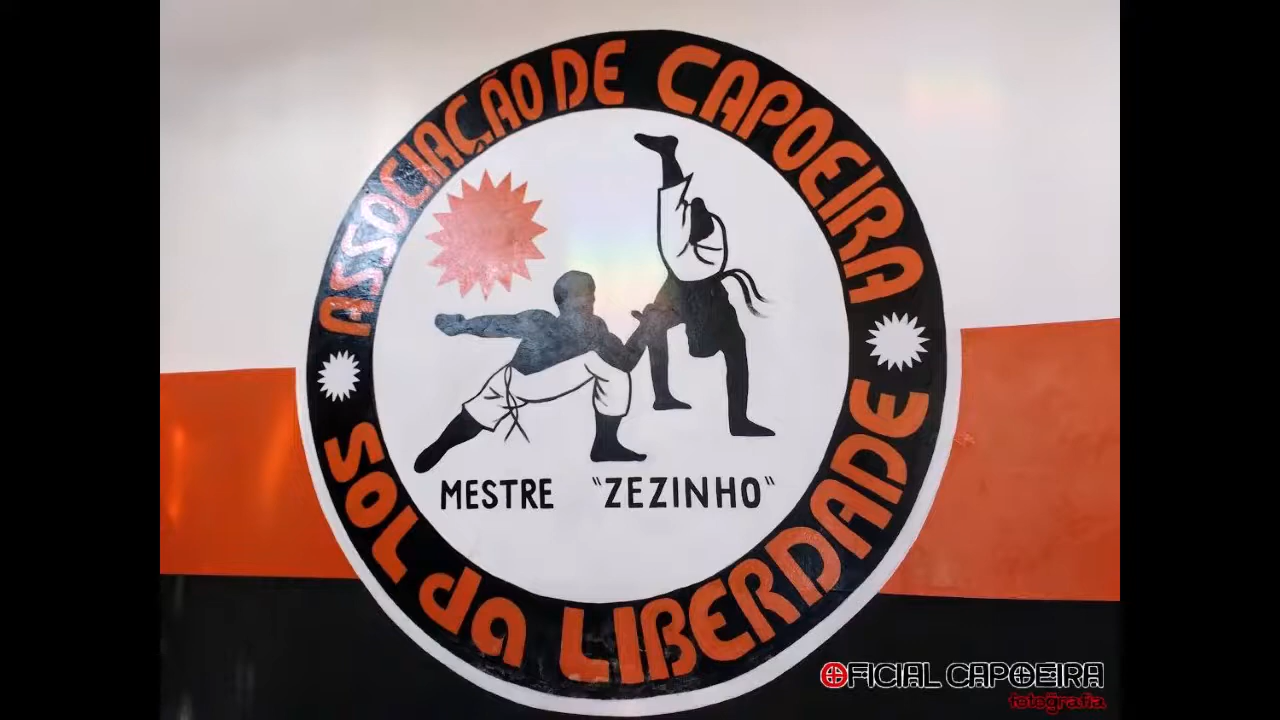 ASSOCIAÇÃO DE CAPOEIRA
SOL da LIBERDADE
MESTRE "ZEZINHO"
OFICIAL CAPOEIRA
fotografia